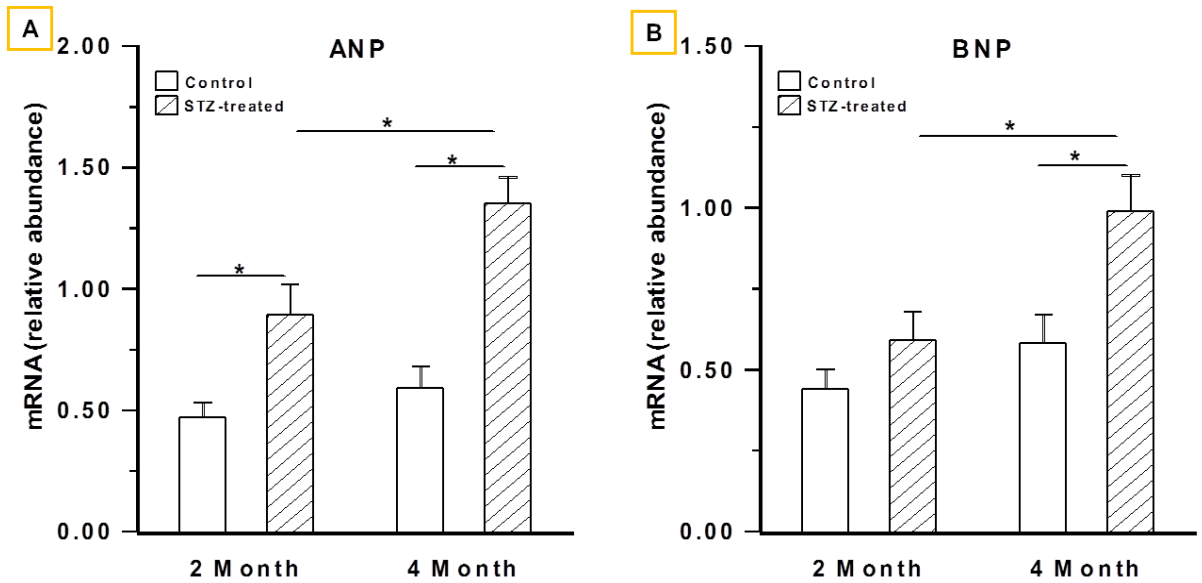 A
ANP
2.00
Control
STZ-treated
*
*
1.50
mRNA (relative abundance)
*
1.00
0.50
0.00
2 Month
4 Month
B
BNP
1.50
Control
STZ-treated
*
*
mRNA (relative abundance)
1.00
0.50
0.00
2 Month
4 Month